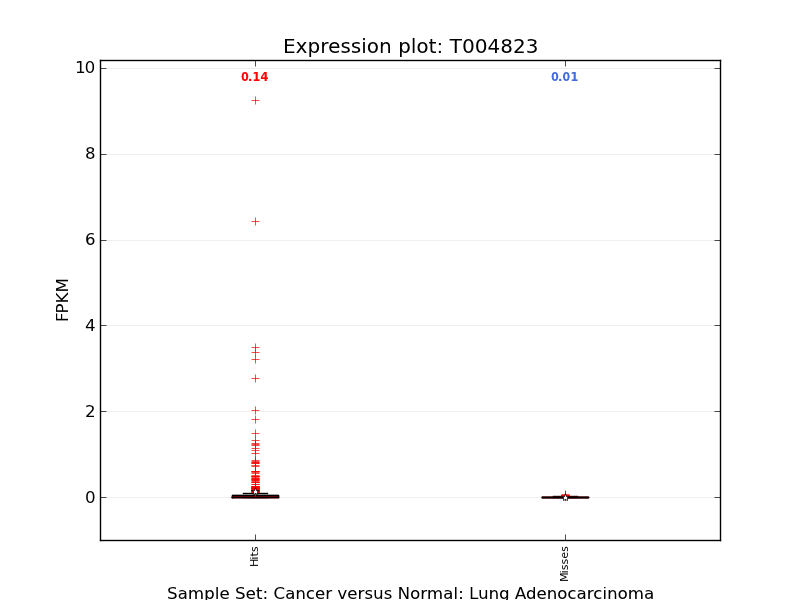 Expression plot: T004823
10
0.14
0.01
8
6
4
2
0
FPKM
Hits
Misses
Sample Set: Cancer versus Normal: Lung Adenocarcinoma